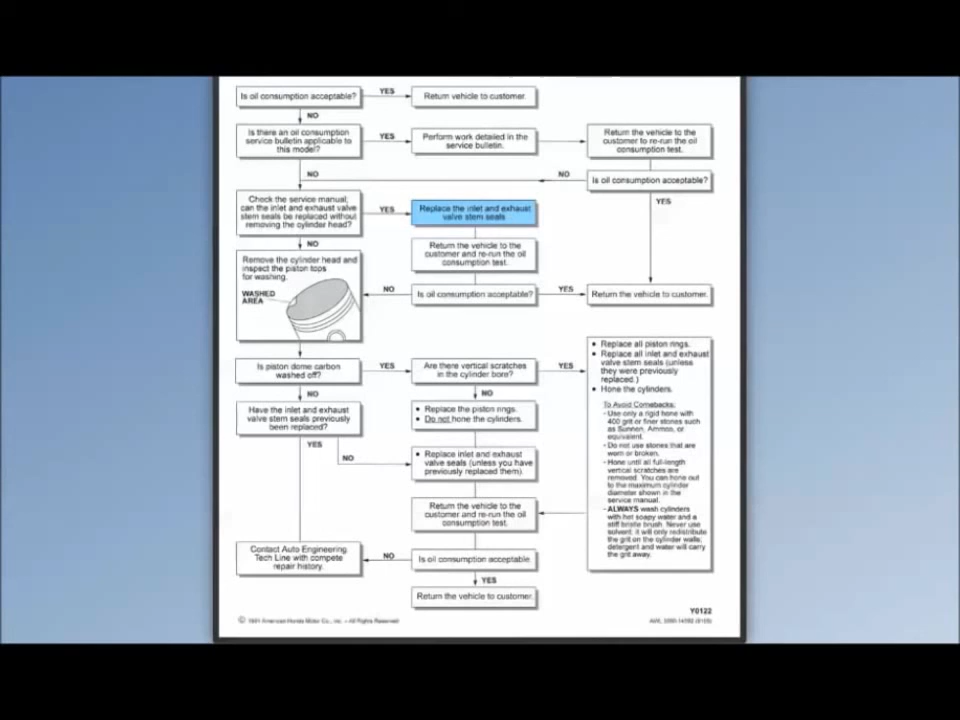 Is oil consumption acceptable?
YES
Return vehicle to customer.
NO
Is there an oil consumption
service bulletin applicable to
this model?
YES
Perform work detailed in the
service bulletin.
Return the vehicle to the
customer to re-run the oil
consumption test.
NO
NO
Is oil consumption acceptable?
YES
Check the service manual;
can the inlet and exhaust valve
stem seals be replaced without
removing the cylinder head?
YES
Replace the inlet and exhaust
valve stem seals
NO
Return the vehicle to the
customer and re-run the oil
consumption test.
Remove the cylinder head and
inspect the piston tops
for washing.
WASHED
AREA
NO
Is oil consumption acceptable?
YES
Return the vehicle to customer.
Is piston dome carbon
washed off?
YES
Are there vertical scratches
in the cylinder bore?
YES
• Replace all piston rings.
• Replace all inlet and exhaust
valve stem seals (unless
they were previously
replaced.)
• Hone the cylinders.
To Avoid Comebacks:
- Use only a rigid hone with
400 grit or finer stones such
as Sunnen, Ammco, or
equivalent.
- Do not use stones that are
worn or broken.
- Hone until all full-length
vertical scratches are
removed. You can hone out
to the maximum cylinder
diameter shown in the
service manual.
- ALWAYS wash cylinders
with hot soapy water and a
stiff bristle brush. Never use
solvent, it will only redistribute
the grit on the cylinder walls;
detergent and water will carry
the grit away.
NO
NO
Have the inlet and exhaust
valve stem seals previously
been replaced?
• Replace the piston rings.
• Do not hone the cylinders.
YES
NO
• Replace inlet and exhaust
valve seals (unless you have
previously replaced them)
Return the vehicle to the
customer and re-run the oil
consumption test.
Contact Auto Engineering
Tech Line with compete
repair history.
NO
Is oil consumption acceptable
YES
Return the vehicle to customer.
Y0122
© 1991 American Honda Motor Co., Inc. – All Rights Reserved